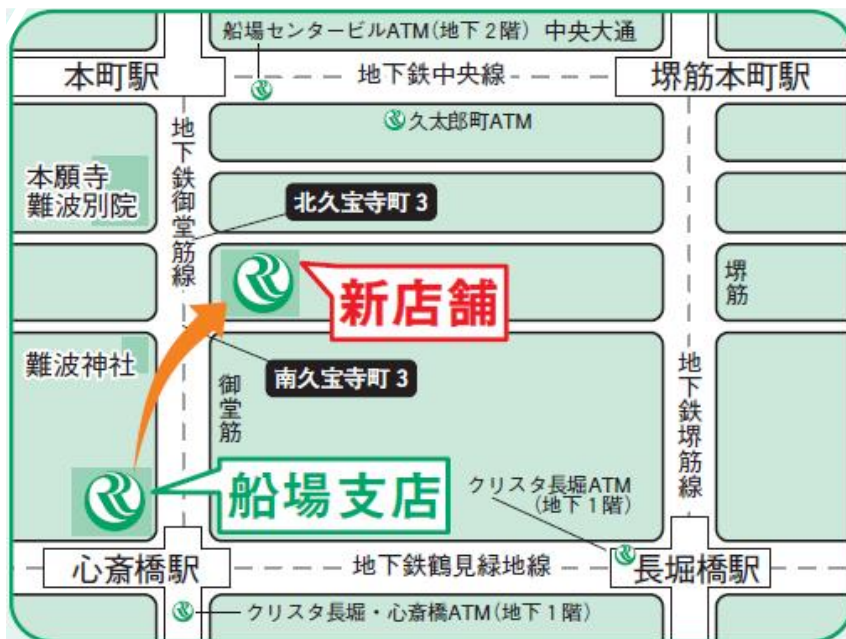 船場センタービルATM(地下2階)
中央大通
本町駅
地下鉄中央線
堺筋本町駅
久太郎町ATM
地下鉄御堂筋線
本願寺
難波別院
北久宝寺町 3
新店舗
堺筋
難波神社
南久宝寺町 3
御堂筋
地下鉄堺筋線
船場支店
クリスタ長堀ATM
(地下1階)
心斎橋駅
地下鉄鶴見緑地線
長堀橋駅
クリスタ長堀・心斎橋ATM(地下1階)